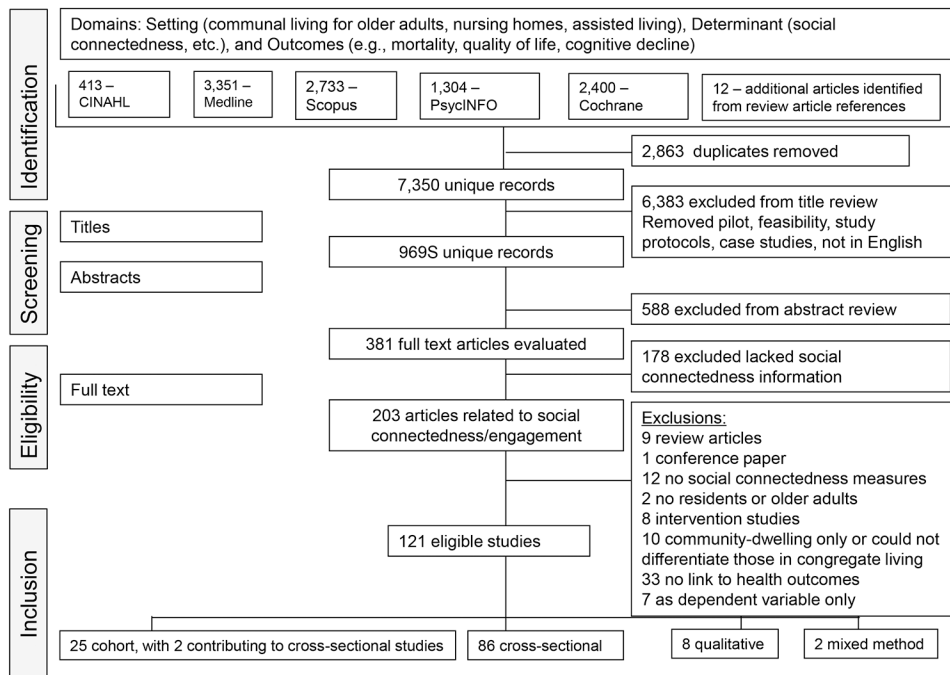 Identification
Domains: Setting (communal living for older adults, nursing homes, assisted living), Determinant (social
connectedness, etc.), and Outcomes (e.g., mortality, quality of life, cognitive decline)
413 –
CINAHL
3,351 –
Medline
2,733 –
Scopus
1,304 –
PsycINFO
2,400 –
Cochrane
12 – additional articles identified
from review article references
2,863 duplicates removed
7,350 unique records
Screening
6,383 excluded from title review
Removed pilot, feasibility, study
protocols, case studies, not in English
Titles
969S unique records
Abstracts
588 excluded from abstract review
381 full text articles evaluated
Eligibility
178 excluded lacked social
connectedness information
Full text
203 articles related to social
connectedness/engagement
Exclusions:
9 review articles
1 conference paper
12 no social connectedness measures
2 no residents or older adults
8 intervention studies
10 community-dwelling only or could not
differentiate those in congregate living
33 no link to health outcomes
7 as dependent variable only
Inclusion
121 eligible studies
25 cohort, with 2 contributing to cross-sectional studies
86 cross-sectional
8 qualitative
2 mixed method